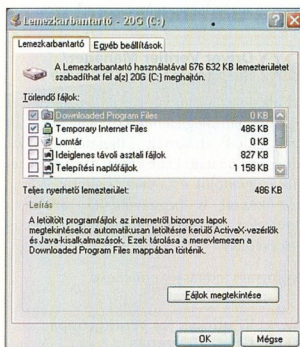 Lemezkarbantartó - 20G (C:)
Lemezkarbantartó
Egyéb beállítások
A Lemezkarbantartó használatával 676 632 KB lemezterületet
szabadíthat fel a(z) 20G (C:) meghajtón.
Törlendő fájlok:
Downloaded Program Files 0 KB
Temporary Internet Files 486 KB
Lomtár 0 KB
Ideiglenes távoli asztali fájlok 827 KB
Telepítési naplófájlok 1 158 KB
Teljes nyerhető lemezterület: 486 KB
Leírás
A letöltött programfájlok az internetről bizonyos lapok
megtekintésekor automatikusan letöltésre kerülő ActiveX-vezérlők
és Java-kisalkalmazások. Ezek tárolása a merevlemezen a
Downloaded Program Files mappában történik.
Fájlok megtekintése
OK
Mégse